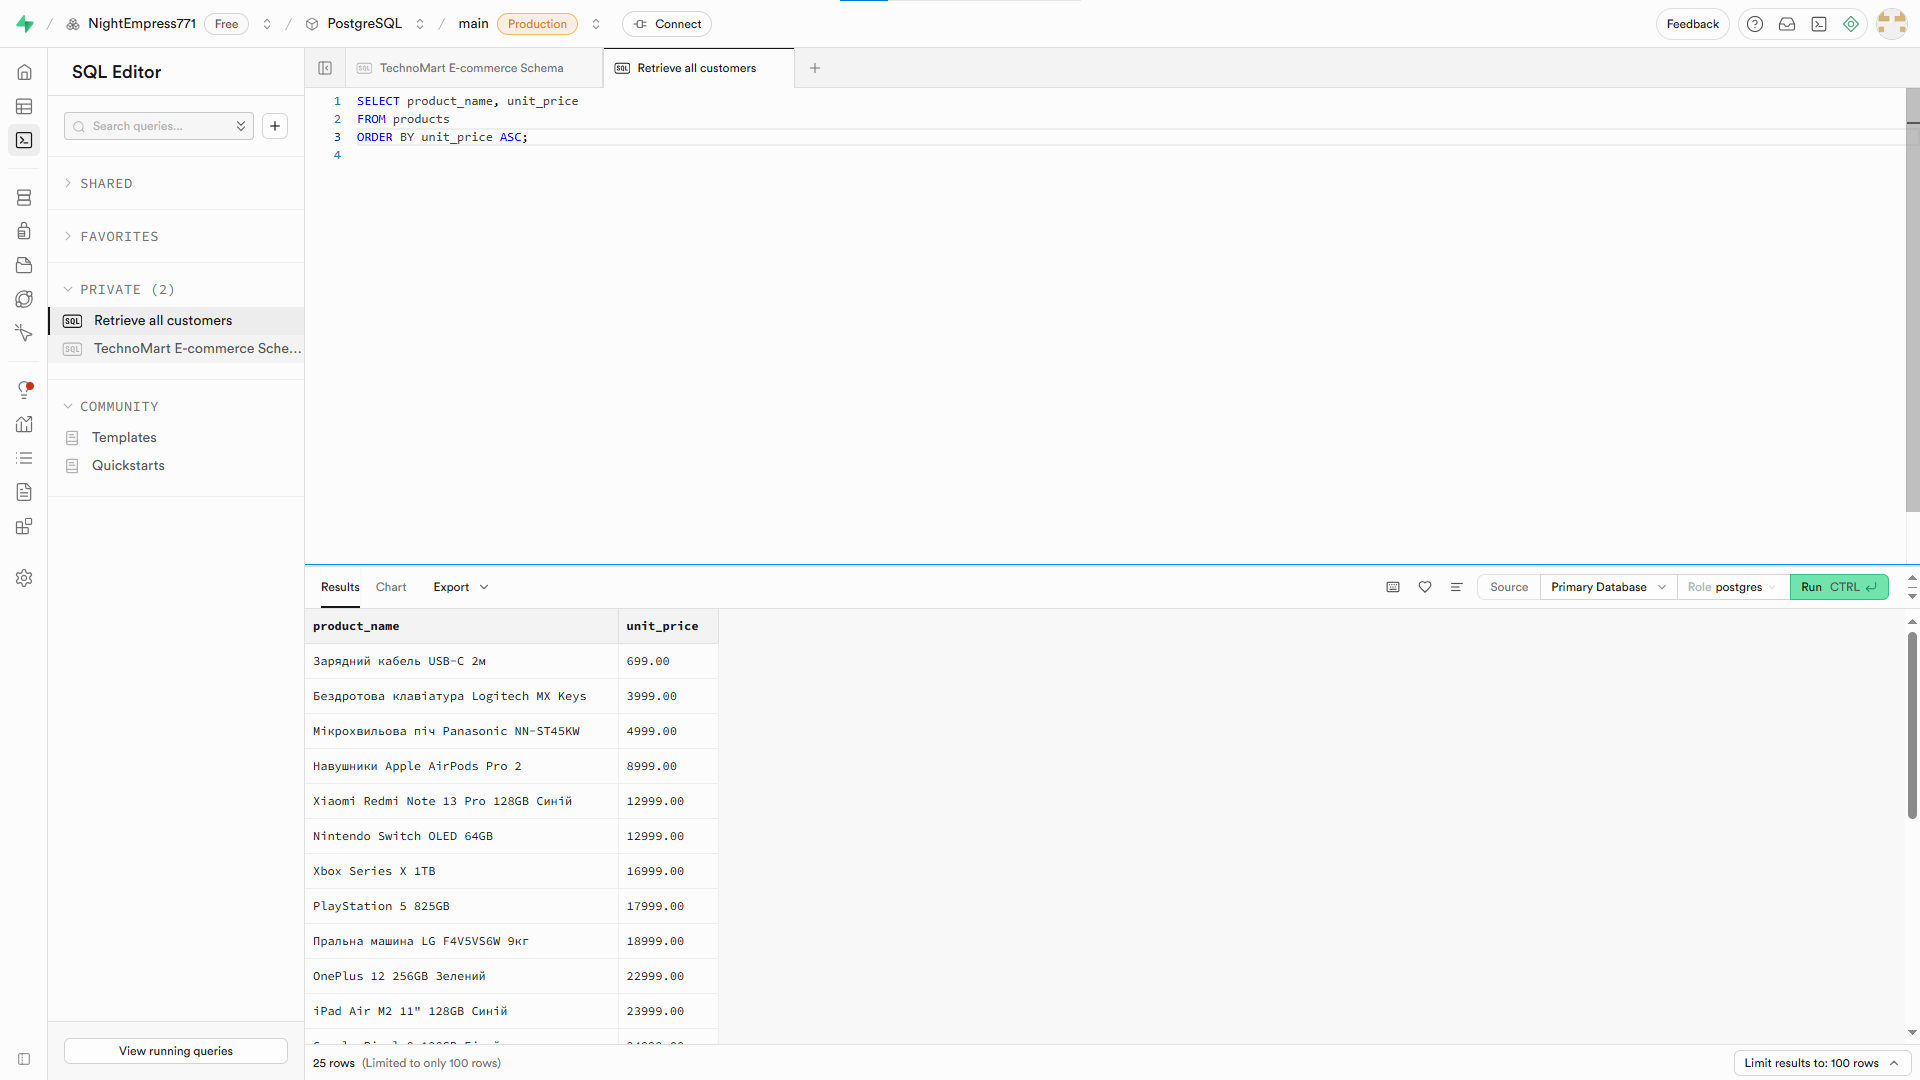 / NightEmpress771 Free / PostgreSQL / main Production Connect Feedback
SQL Editor
Search queries...
SHARED
FAVORITES
PRIVATE (2)
SQL Retrieve all customers
SQL TechnoMart E-commerce Sche...
COMMUNITY
Templates
Quickstarts
View running queries
SQL TechnoMart E-commerce Schema
SQL Retrieve all customers
1 SELECT product_name, unit_price
2 FROM products
3 ORDER BY unit_price ASC;
4
Results Chart Export Source Primary Database Role postgres Run CTRL
product_name unit_price
Зарядний кабель USB-C 2м 699.00
Бездротова клавіатура Logitech MX Keys 3999.00
Мікрохвильова піч Panasonic NN-ST45KW 4999.00
Навушники Apple AirPods Pro 2 8999.00
Xiaomi Redmi Note 13 Pro 128GB Синій 12999.00
Nintendo Switch OLED 64GB 12999.00
Xbox Series X 1TB 16999.00
PlayStation 5 825GB 17999.00
Пральна машина LG F4V5VS6W 9кг 18999.00
OnePlus 12 256GB Зелений 22999.00
iPad Air M2 11" 128GB Синій 23999.00
25 rows (Limited to only 100 rows) Limit results to: 100 rows